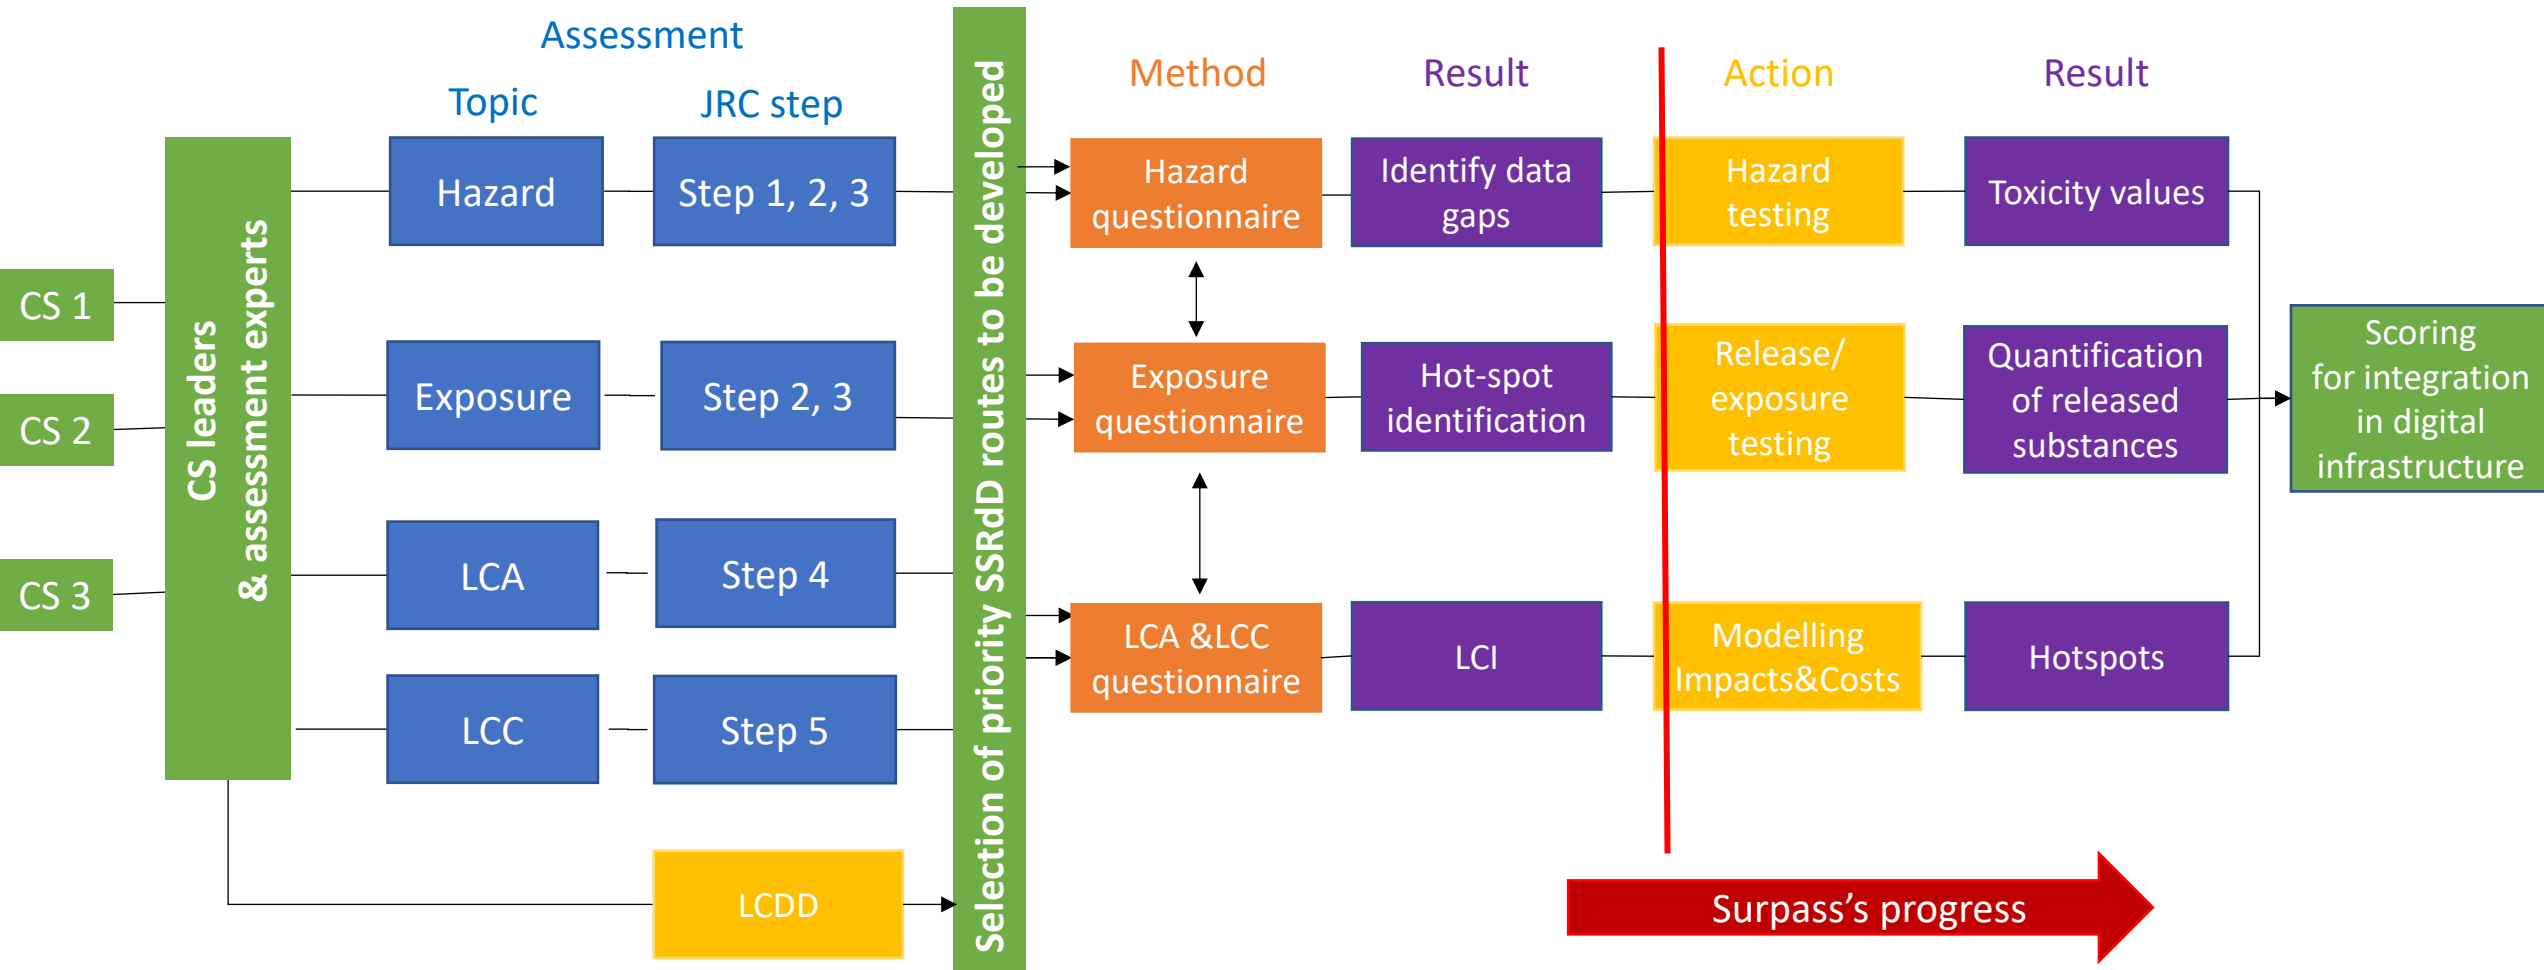 Assessment
Topic
JRC step
Method
Result
Action
Result
CS 1
CS 2
CS 3
CS leaders
& assessment experts
Hazard
Step 1, 2, 3
Exposure
Step 2, 3
LCA
Step 4
LCC
Step 5
LCDD
Selection of priority SSRdD routes to be developed
Hazard
questionnaire
Identify data
gaps
Hazard
testing
Toxicity values
Exposure
questionnaire
Hot-spot
identification
Release/
exposure
testing
Quantification
of released
substances
LCA &LCC
questionnaire
LCI
Modelling
Impacts&Costs
Hotspots
Scoring
for integration
in digital
infrastructure
Surpass's progress